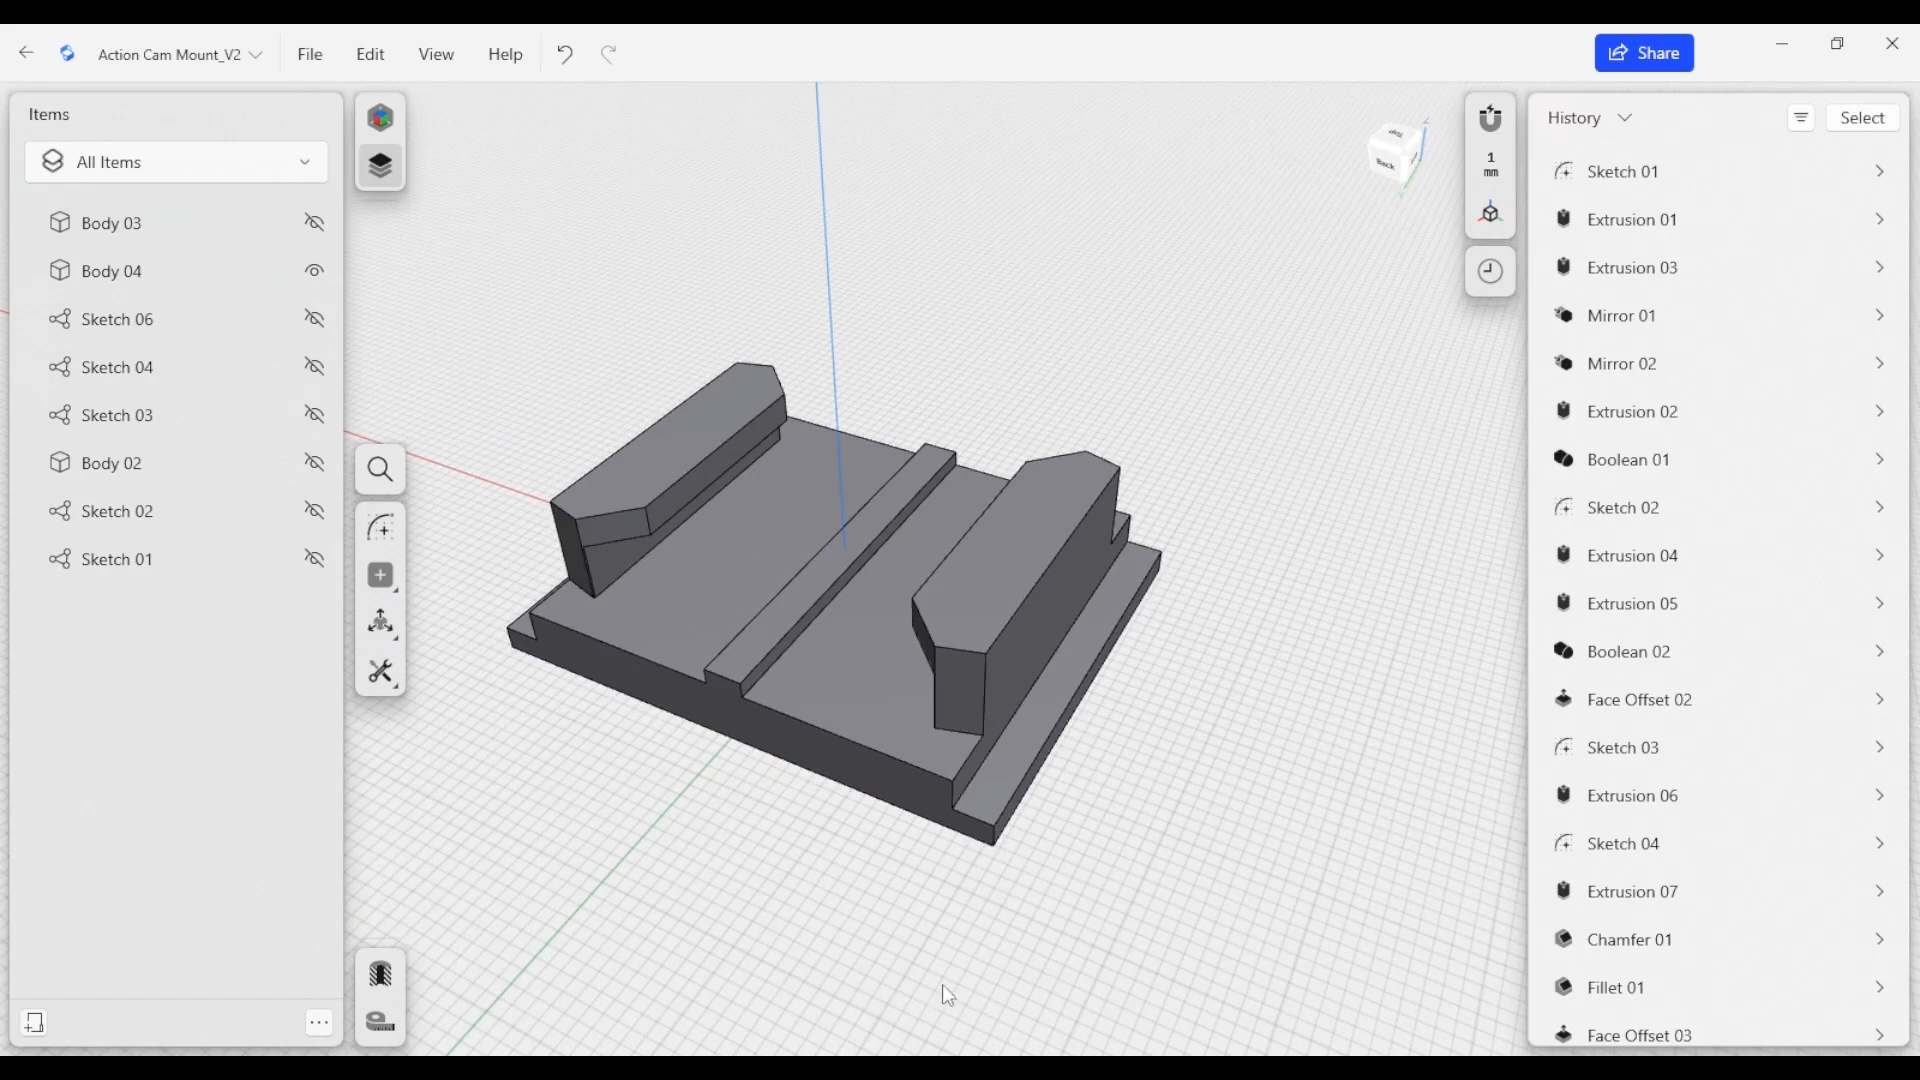 Action Cam Mount_V2
File
Edit
View
Help
Share
Items
All Items
Body 03
Body 04
Sketch 06
Sketch 04
Sketch 03
Body 02
Sketch 02
Sketch 01
Top
Back
Z
1
mm
History
Select
Sketch 01
Extrusion 01
Extrusion 03
Mirror 01
Mirror 02
Extrusion 02
Boolean 01
Sketch 02
Extrusion 04
Extrusion 05
Boolean 02
Face Offset 02
Sketch 03
Extrusion 06
Sketch 04
Extrusion 07
Chamfer 01
Fillet 01
Face Offset 03